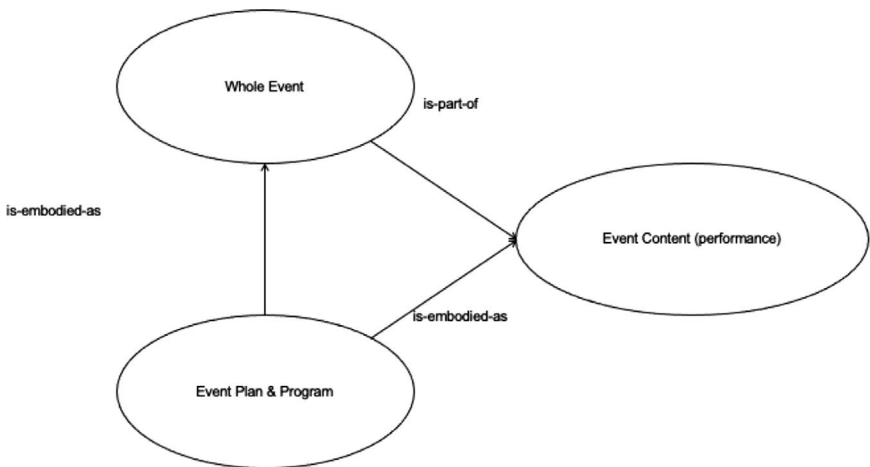 Whole Event
is-part-of
is-embodied-as
Event Content (performance)
is-embodied-as
Event Plan & Program